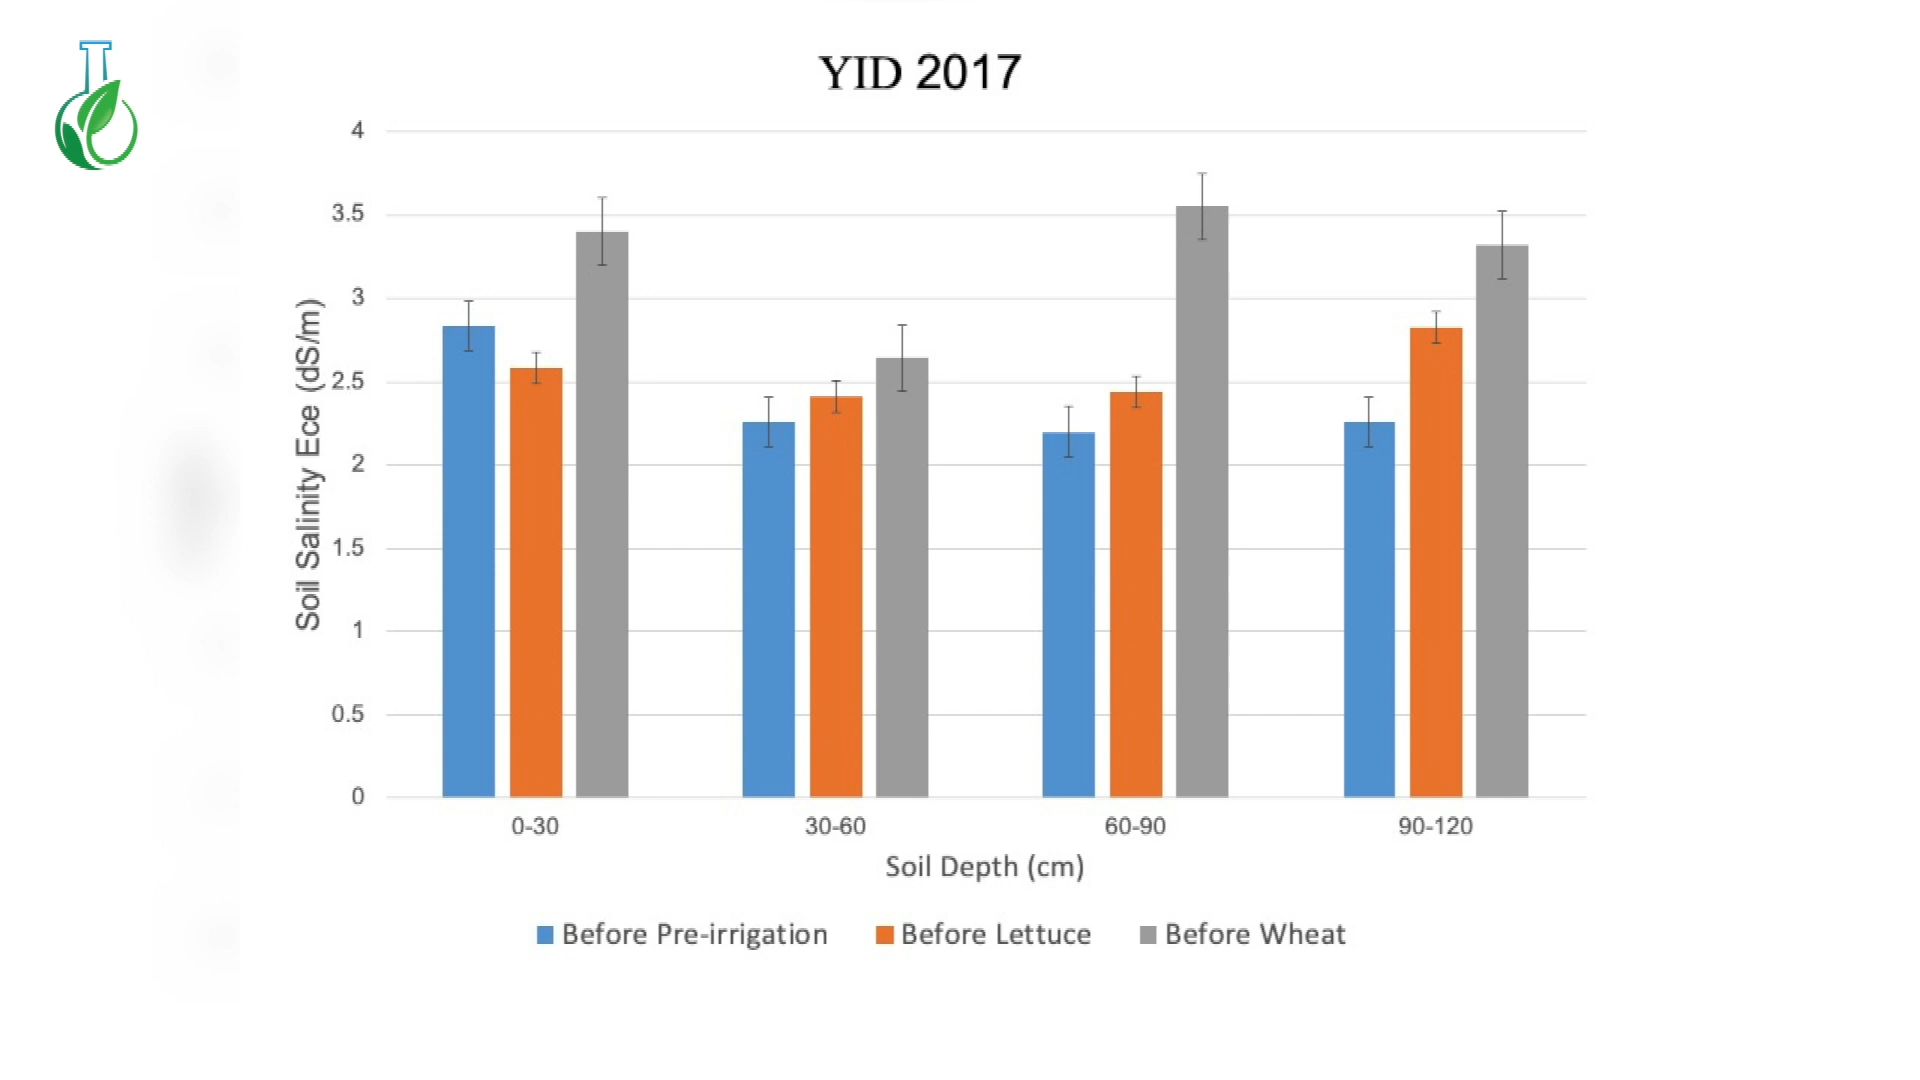 YID 2017
4
3.5
3
2.5
2
1.5
1
0.5
0
Soil Salinity Ece (dS/m)
0-30 30-60 60-90 90-120
Soil Depth (cm)
Before Pre-irrigation Before Lettuce Before Wheat